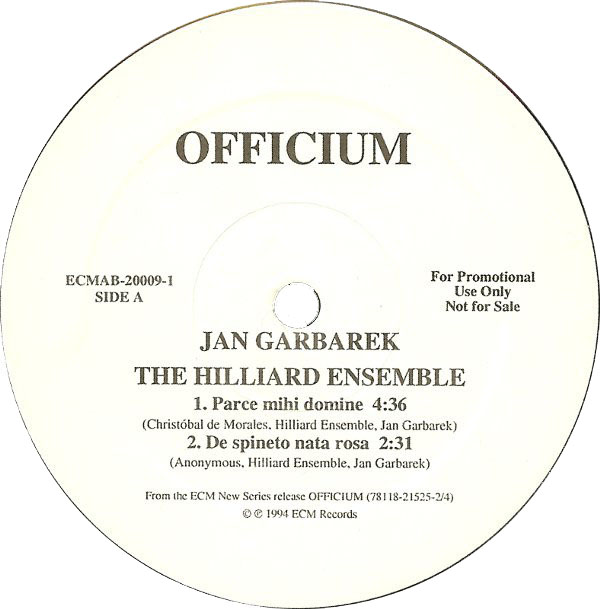 OFFICIUM
ECMAB-20009-1
SIDE A
For Promotional
Use Only
Not for Sale
JAN GARBAREK
THE HILLIARD ENSEMBLE
1. Parce mihi domine 4:36
(Christóbal de Morales, Hilliard Ensemble, Jan Garbarek)
2. De spineto nata rosa 2:31
(Anonymous, Hilliard Ensemble, Jan Garbarek)
From the ECM New Series release OFFICIUM (78118-21525-2/4)
© ℗ 1994 ECM Records